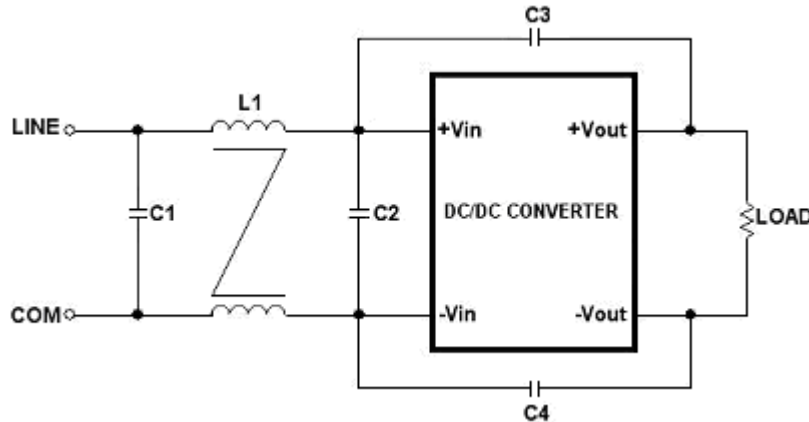 C3
L1
LINE
+Vin
+Vout
C1
C2
DC/DC CONVERTER
LOAD
COM
-Vin
-Vout
C4